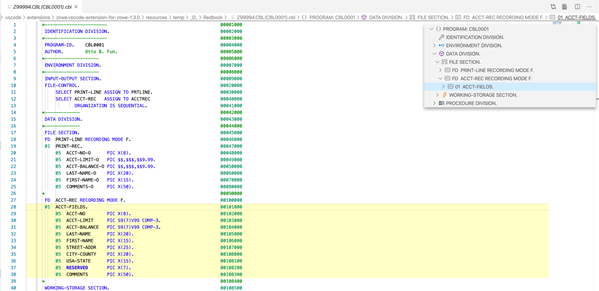 Z99994.CBL(CBL0001).cbl
.vscode > extensions > zowe.vscode-extension-for-zowe-1.3.0 > resources > temp > _D_ > Redbook > Z99994.CBL(CBL0001).cbl > {} PROGRAM: CBL0001 > DATA DIVISION. > FILE SECTION. > FD ACCT-REC RECORDING MODE F. > 01 ACCT-FIELDS.
1 *----------------------- 00001000
2 IDENTIFICATION DIVISION. 00002000
3 *----------------------- 00003000
4 PROGRAM-ID. CBL0001 00004000
5 AUTHOR. Otto B. Fun. 00005000
6 *-------------------- 00006000
7 ENVIRONMENT DIVISION. 00007000
8 *-------------------- 00008000
9 INPUT-OUTPUT SECTION. 00009000
10 FILE-CONTROL. 00010000
11 SELECT PRINT-LINE ASSIGN TO PRTLINE. 00030000
12 SELECT ACCT-REC ASSIGN TO ACCTREC 00040000
13 ORGANIZATION IS SEQUENTIAL. 00041000
14 *------------- 00042000
15 DATA DIVISION. 00043000
16 *------------- 00044000
17 FILE SECTION. 00045000
18 FD PRINT-LINE RECORDING MODE F. 00046000
19 01 PRINT-REC. 00047000
20 05 ACCT-NO-O PIC X(8). 00048000
21 05 ACCT-LIMIT-O PIC $$,$$$,$$9.99. 00049000
22 05 ACCT-BALANCE-O PIC $$,$$$,$$9.99. 00050000
23 05 LAST-NAME-O PIC X(20). 00060000
24 05 FIRST-NAME-O PIC X(15). 00070000
25 05 COMMENTS-O PIC X(50). 00080000
26 * 00090000
27 FD ACCT-REC RECORDING MODE F. 00100000
28 01 ACCT-FIELDS. 00101000
29 05 ACCT-NO PIC X(8). 00102000
30 05 ACCT-LIMIT PIC S9(7)V99 COMP-3. 00103000
31 05 ACCT-BALANCE PIC S9(7)V99 COMP-3. 00104000
32 05 LAST-NAME PIC X(20). 00105000
33 05 FIRST-NAME PIC X(15). 00106000
34 05 STREET-ADDR PIC X(25). 00107000
35 05 CITY-COUNTY PIC X(20). 00108000
36 05 USA-STATE PIC X(15). 00108100
37 05 RESERVED PIC X(7). 00108200
38 05 COMMENTS PIC X(50). 00108300
39 * 00108400
40 WORKING-STORAGE SECTION. 00108500
{} PROGRAM: CBL0001
IDENTIFICATION DIVISION.
ENVIRONMENT DIVISION.
DATA DIVISION.
FILE SECTION.
FD PRINT-LINE RECORDING MODE F.
FD ACCT-REC RECORDING MODE F.
01 ACCT-FIELDS.
WORKING-STORAGE SECTION.
PROCEDURE DIVISION.